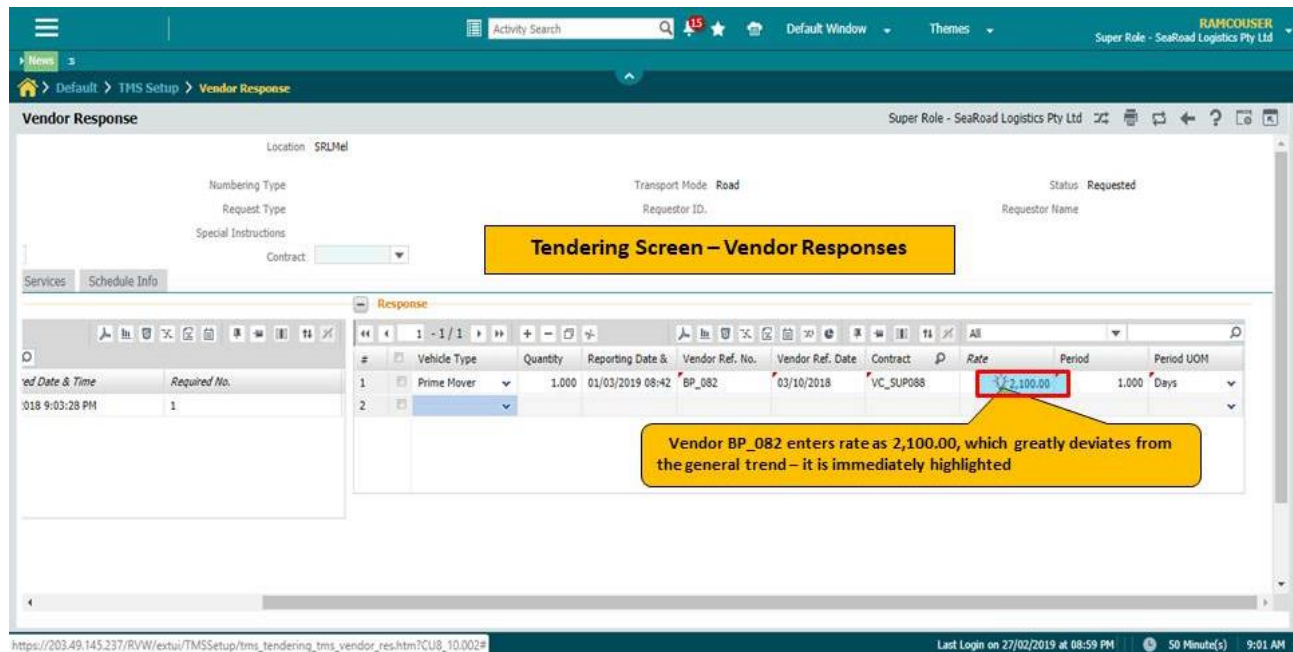 Activity Search
15
Default Window
Themes
RAMCOUSER
Super Role - SeaRoad Logistics Pty Ltd
News 3
Default > TMS Setup > Vendor Response
Vendor Response
Super Role - SeaRoad Logistics Pty Ltd
Location SRLMel
Numbering Type Transport Mode Road Status Requested
Request Type Requestor ID. Requestor Name
Special Instructions
Contract
Tendering Screen – Vendor Responses
Services Schedule Info
Response
1 - 1 / 1 All
# Vehicle Type Quantity Reporting Date & Vendor Ref. No. Vendor Ref. Date Contract Rate Period Period UOM
ed Date & Time Required No.
1 Prime Mover 1.000 01/03/2019 08:42 BP_082 03/10/2018 VC_SUP088 2,100.00 1.000 Days
018 9:03:28 PM 1
2
Vendor BP_082 enters rate as 2,100.00, which greatly deviates from
the general trend – it is immediately highlighted
https://203.49.145.237/RVW/extui/TMSSetup/tms_tendering_tms_vendor_res.htm?CU8_10.002#
Last Login on 27/02/2019 at 08:59 PM 50 Minute(s) 9:01 AM